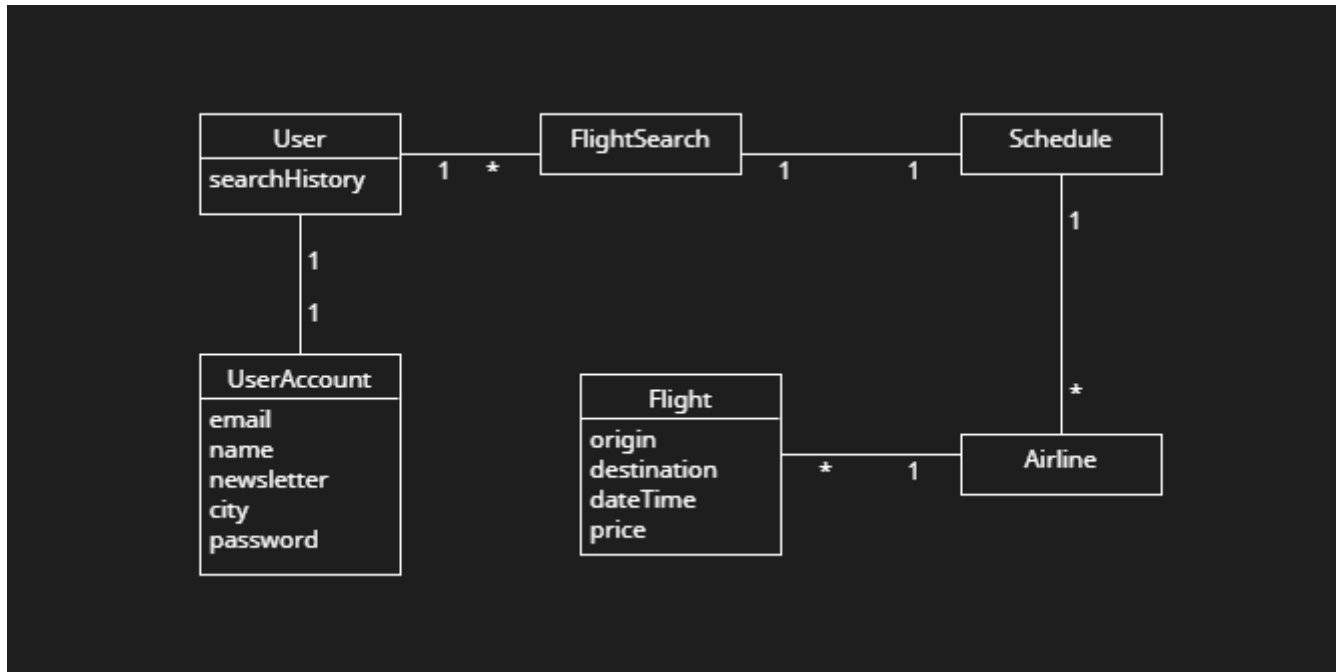 User
searchHistory
1
*
FlightSearch
1
1
Schedule
1
*
1
1
UserAccount
email
name
newsletter
city
password
Flight
origin
destination
dateTime
price
*
1
Airline